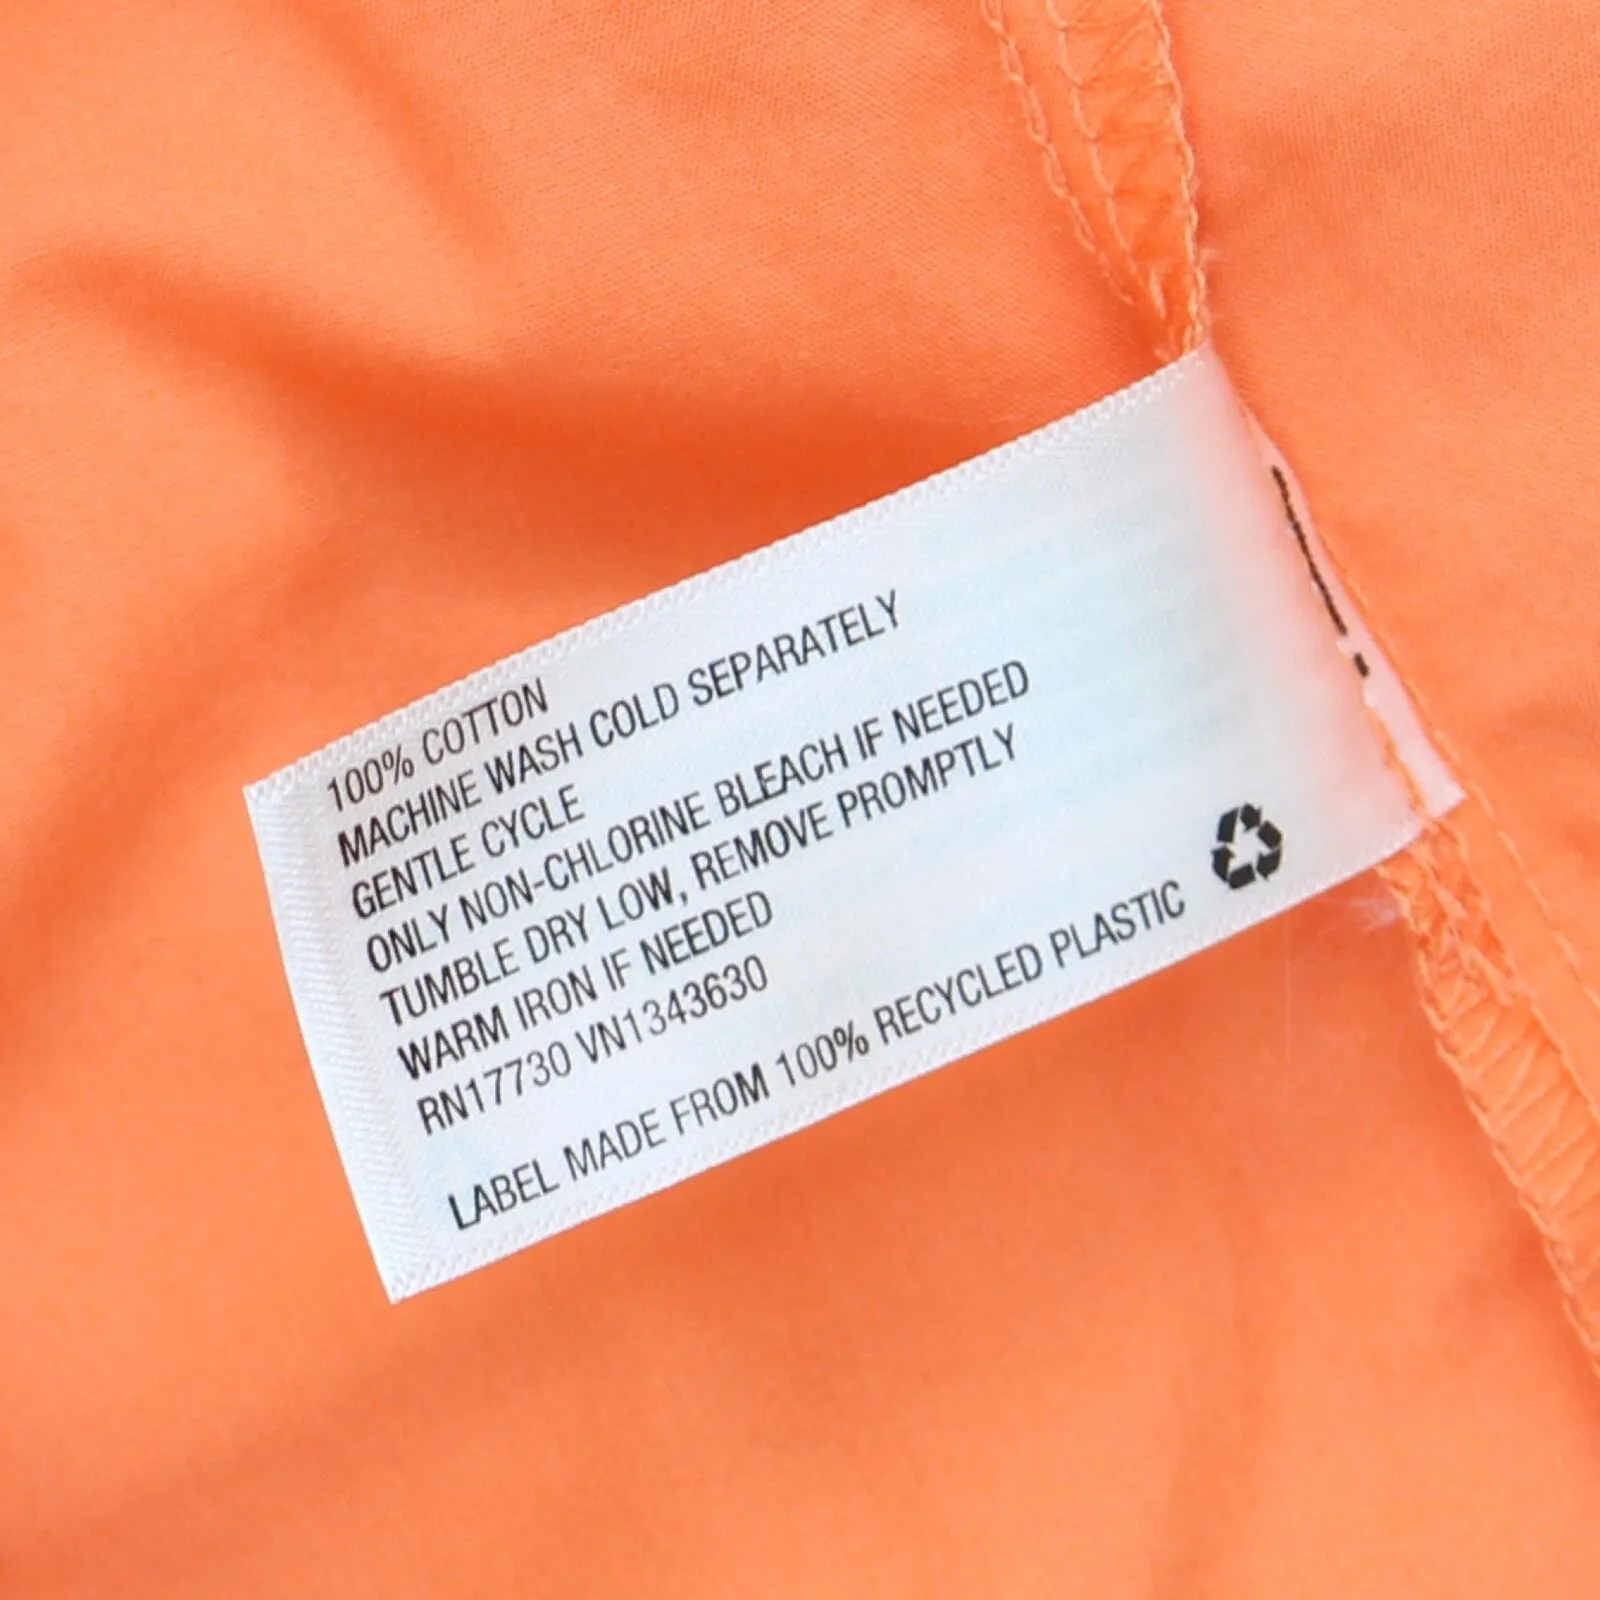 100% COTTON
MACHINE WASH COLD SEPARATELY
GENTLE CYCLE
ONLY NON-CHLORINE BLEACH IF NEEDED
TUMBLE DRY LOW, REMOVE PROMPTLY
WARM IRON IF NEEDED
RN17730 VN1343630
LABEL MADE FROM 100% RECYCLED PLASTIC